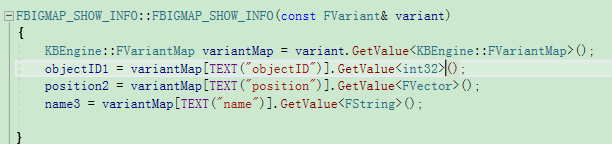 FBIGMAP_SHOW_INFO::FBIGMAP_SHOW_INFO(const FVariant& variant)
{
KBEngine::FVariantMap variantMap = variant.GetValue<KBEngine::FVariantMap>();
objectID1 = variantMap[TEXT("objectID")].GetValue<int32>();
position2 = variantMap[TEXT("position")].GetValue<FVector>();
name3 = variantMap[TEXT("name")].GetValue<FString>();
}